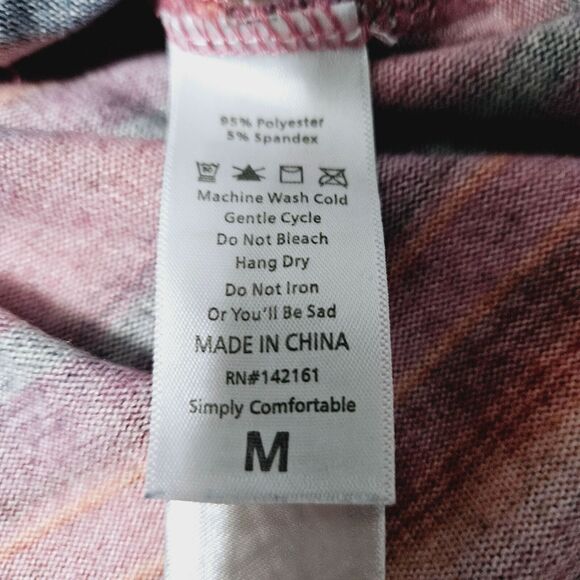 95% Polyester
5% Spandex
Machine Wash Cold
Gentle Cycle
Do Not Bleach
Hang Dry
Do Not Iron
Or You'll Be Sad
MADE IN CHINA
RN#142161
Simply Comfortable
M